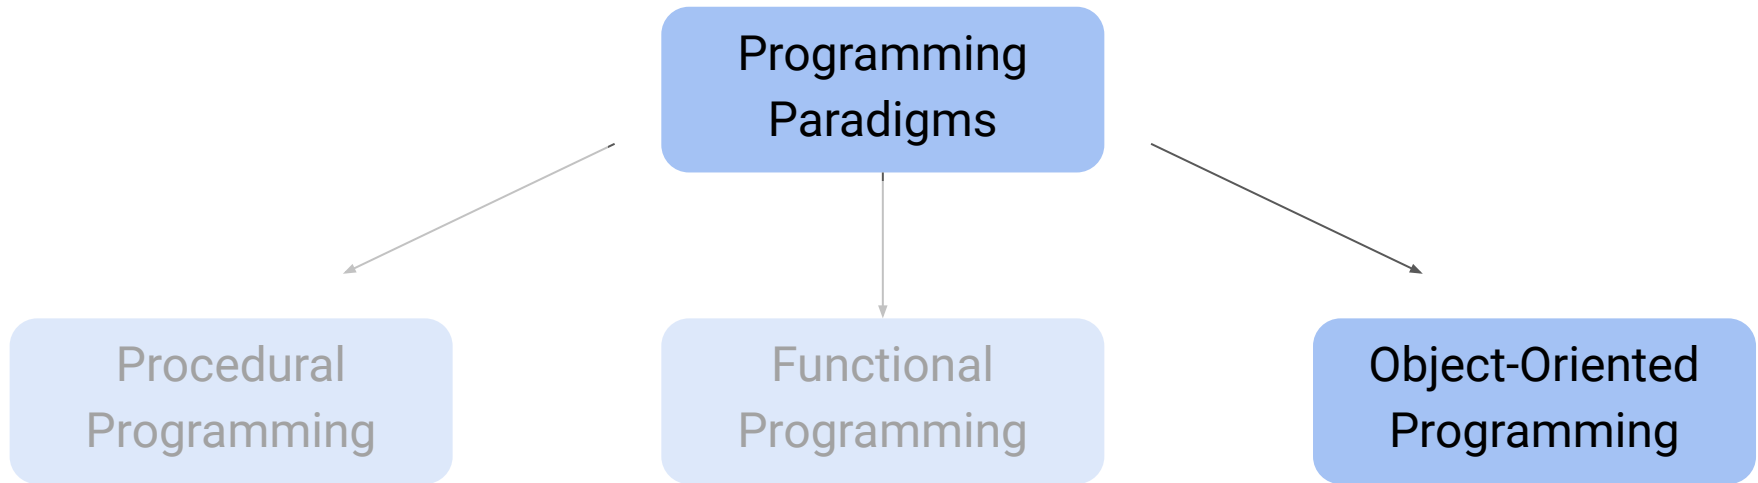 Programming
Paradigms
Procedural
Programming
Functional
Programming
Object-Oriented
Programming